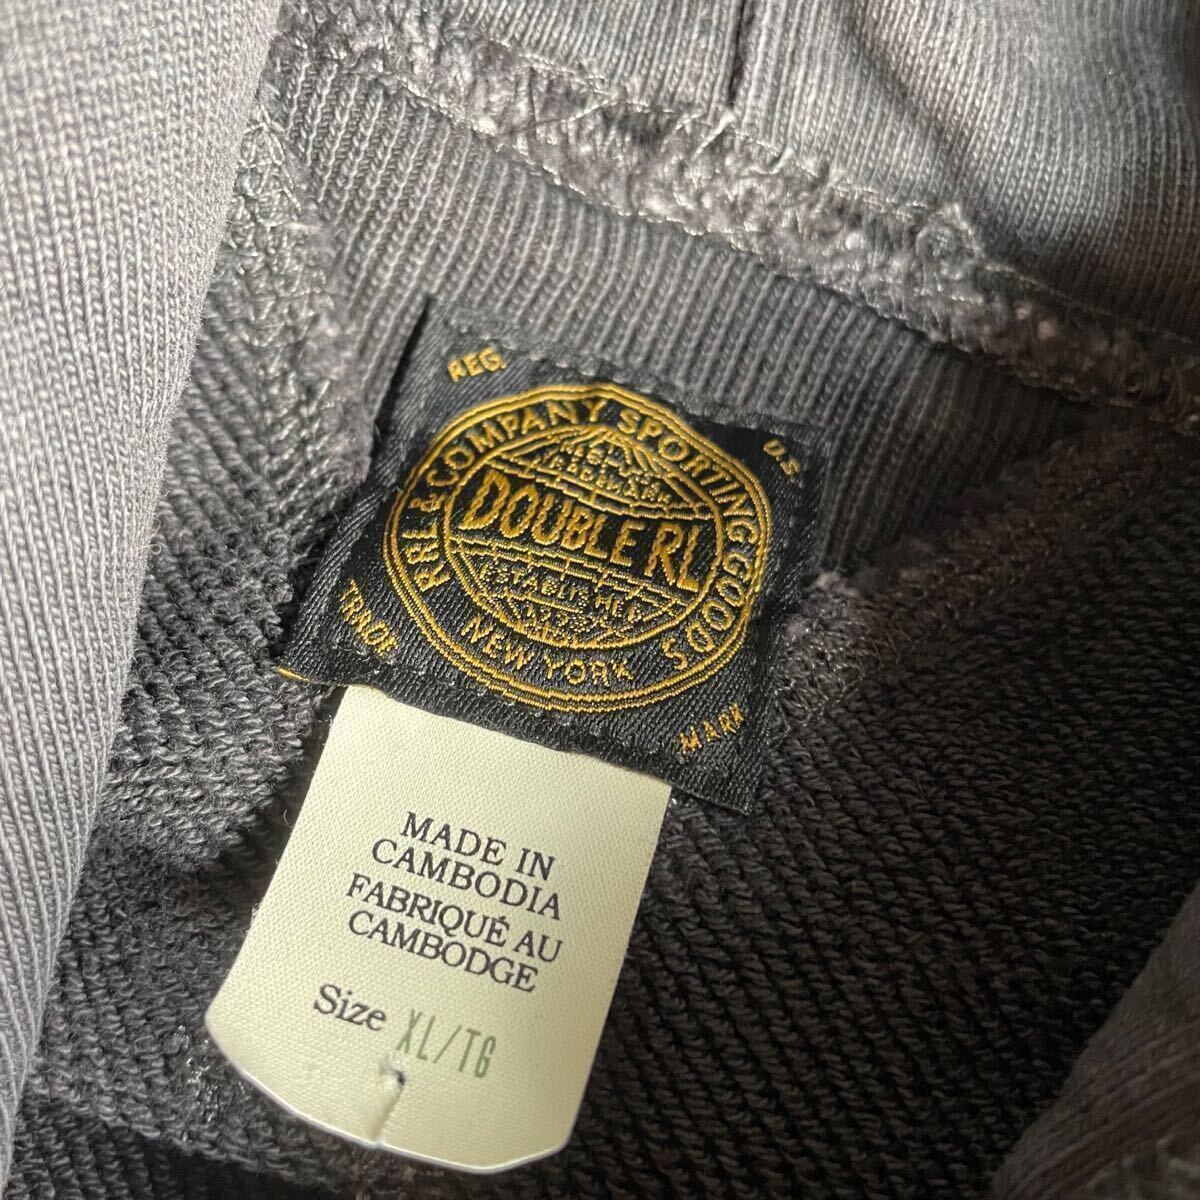 REG.
U.S.
RRL & COMPANY SPORTING GOODS
DOUBLE RL
ESTABLISHED
NEW YORK
TRADE
MARK
MADE IN
CAMBODIA
FABRIQUÉ AU
CAMBODGE
Size XL/TG